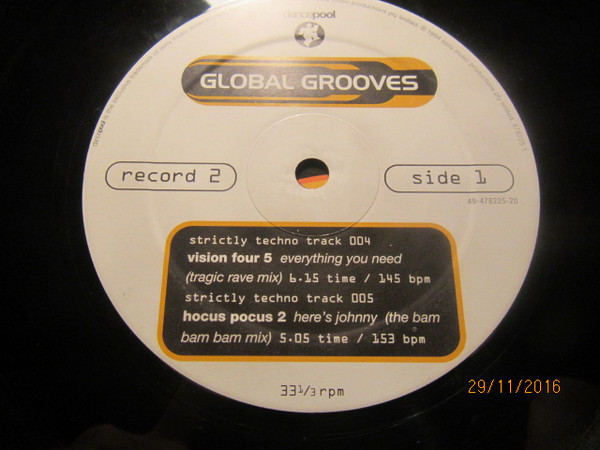 dancepool
GLOBAL GROOVES
record 2
side 1
49-478225-20
strictly techno track 004
vision four 5 everything you need
(tragic rave mix) 6.15 time / 145 bpm
strictly techno track 005
hocus pocus 2 here's johnny (the bam
bam bam mix) 5.05 time / 153 bpm
33 1/3 rpm
29/11/2016